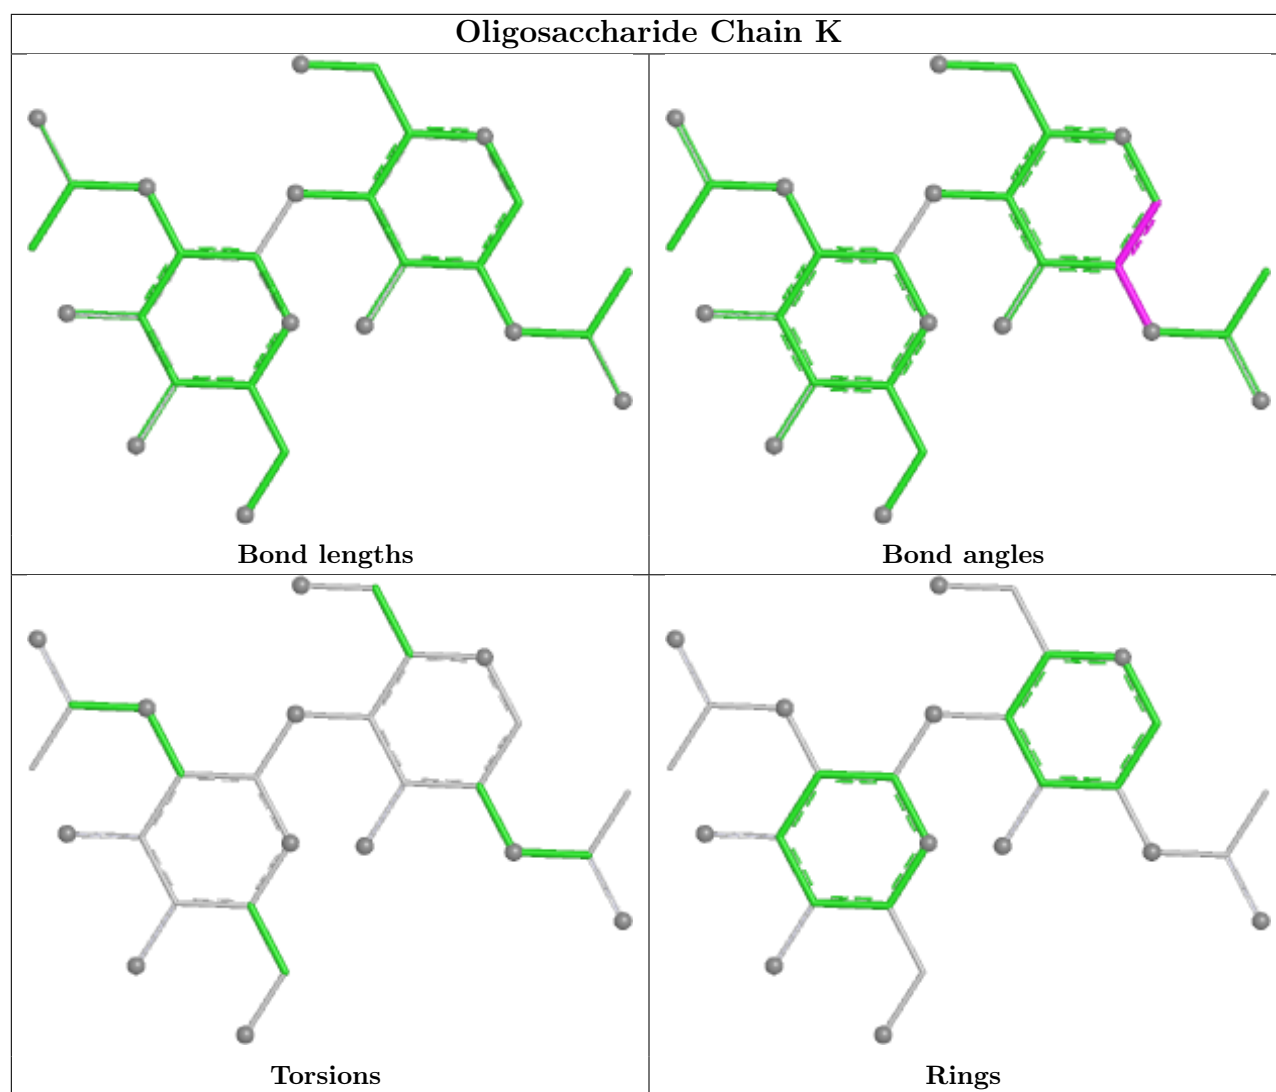 Oligosaccharide Chain K
Bond lengths
Bond angles
Torsions
Rings